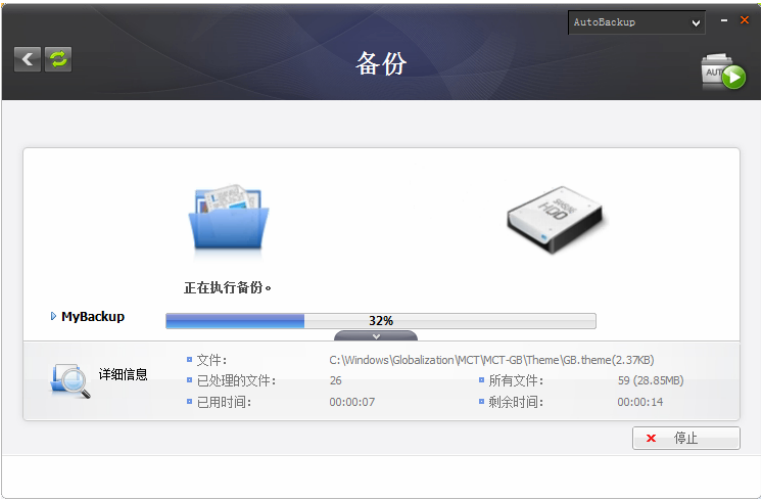 AutoBackup
备份
AUTO
SAMSUNG HDD
正在执行备份。
MyBackup
32%
详细信息
文件:
C:\Windows\Globalization\MCT\MCT-GB\Theme\GB.theme(2.37KB)
已处理的文件:
26
所有文件:
59 (28.85MB)
已用时间:
00:00:07
剩余时间:
00:00:14
停止